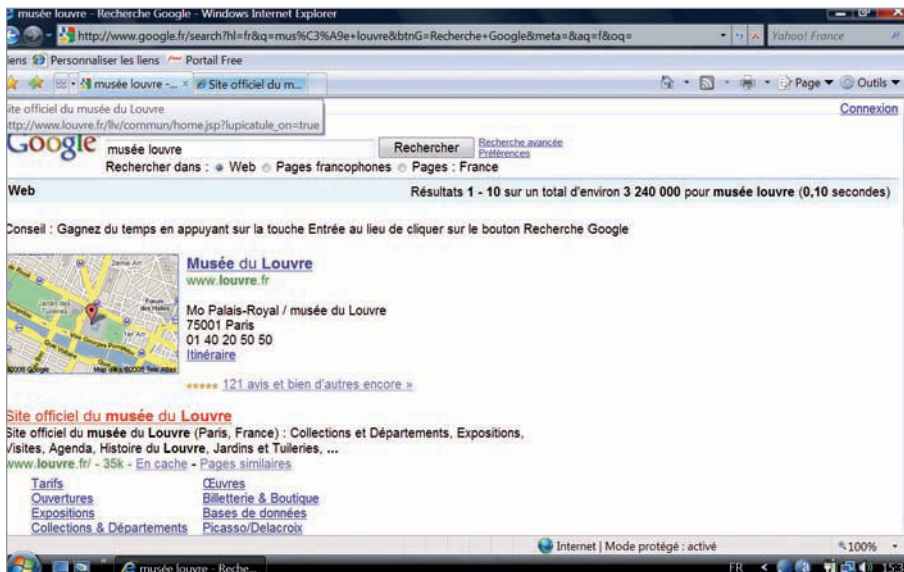 musée louvre - Recherche Google - Windows Internet Explorer
http://www.google.fr/search?hl=fr&q=mus%C3%A9e+louvre&btnG=Recherche+Google&meta=&aq=f&oq=
Yahoo! France
iens Personnaliser les liens Portail Free
musée louvre -... Site officiel du m... Page Outils
ite officiel du musée du Louvre
ttp://www.louvre.fr/llv/commun/home.jsp?lupicatule_on=true
Connexion
Google musée louvre Rechercher Recherche avancée
Préférences
Rechercher dans : Web Pages francophones Pages : France
Web Résultats 1 - 10 sur un total d'environ 3 240 000 pour musée louvre (0,10 secondes)
Conseil : Gagnez du temps en appuyant sur la touche Entrée au lieu de cliquer sur le bouton Recherche Google
Musée du Louvre
www.louvre.fr
Mo Palais-Royal / musée du Louvre
75001 Paris
01 40 20 50 50
Itinéraire
121 avis et bien d'autres encore »
Site officiel du musée du Louvre
Site officiel du musée du Louvre (Paris, France) : Collections et Départements, Expositions,
Visites, Agenda, Histoire du Louvre, Jardins et Tuileries, ...
www.louvre.fr/ - 35k - En cache - Pages similaires
Tarifs Œuvres
Ouvertures Billetterie & Boutique
Expositions Bases de données
Collections & Départements Picasso/Delacroix
Internet | Mode protégé : activé 100%
musée louvre - Reche... FR 15:3